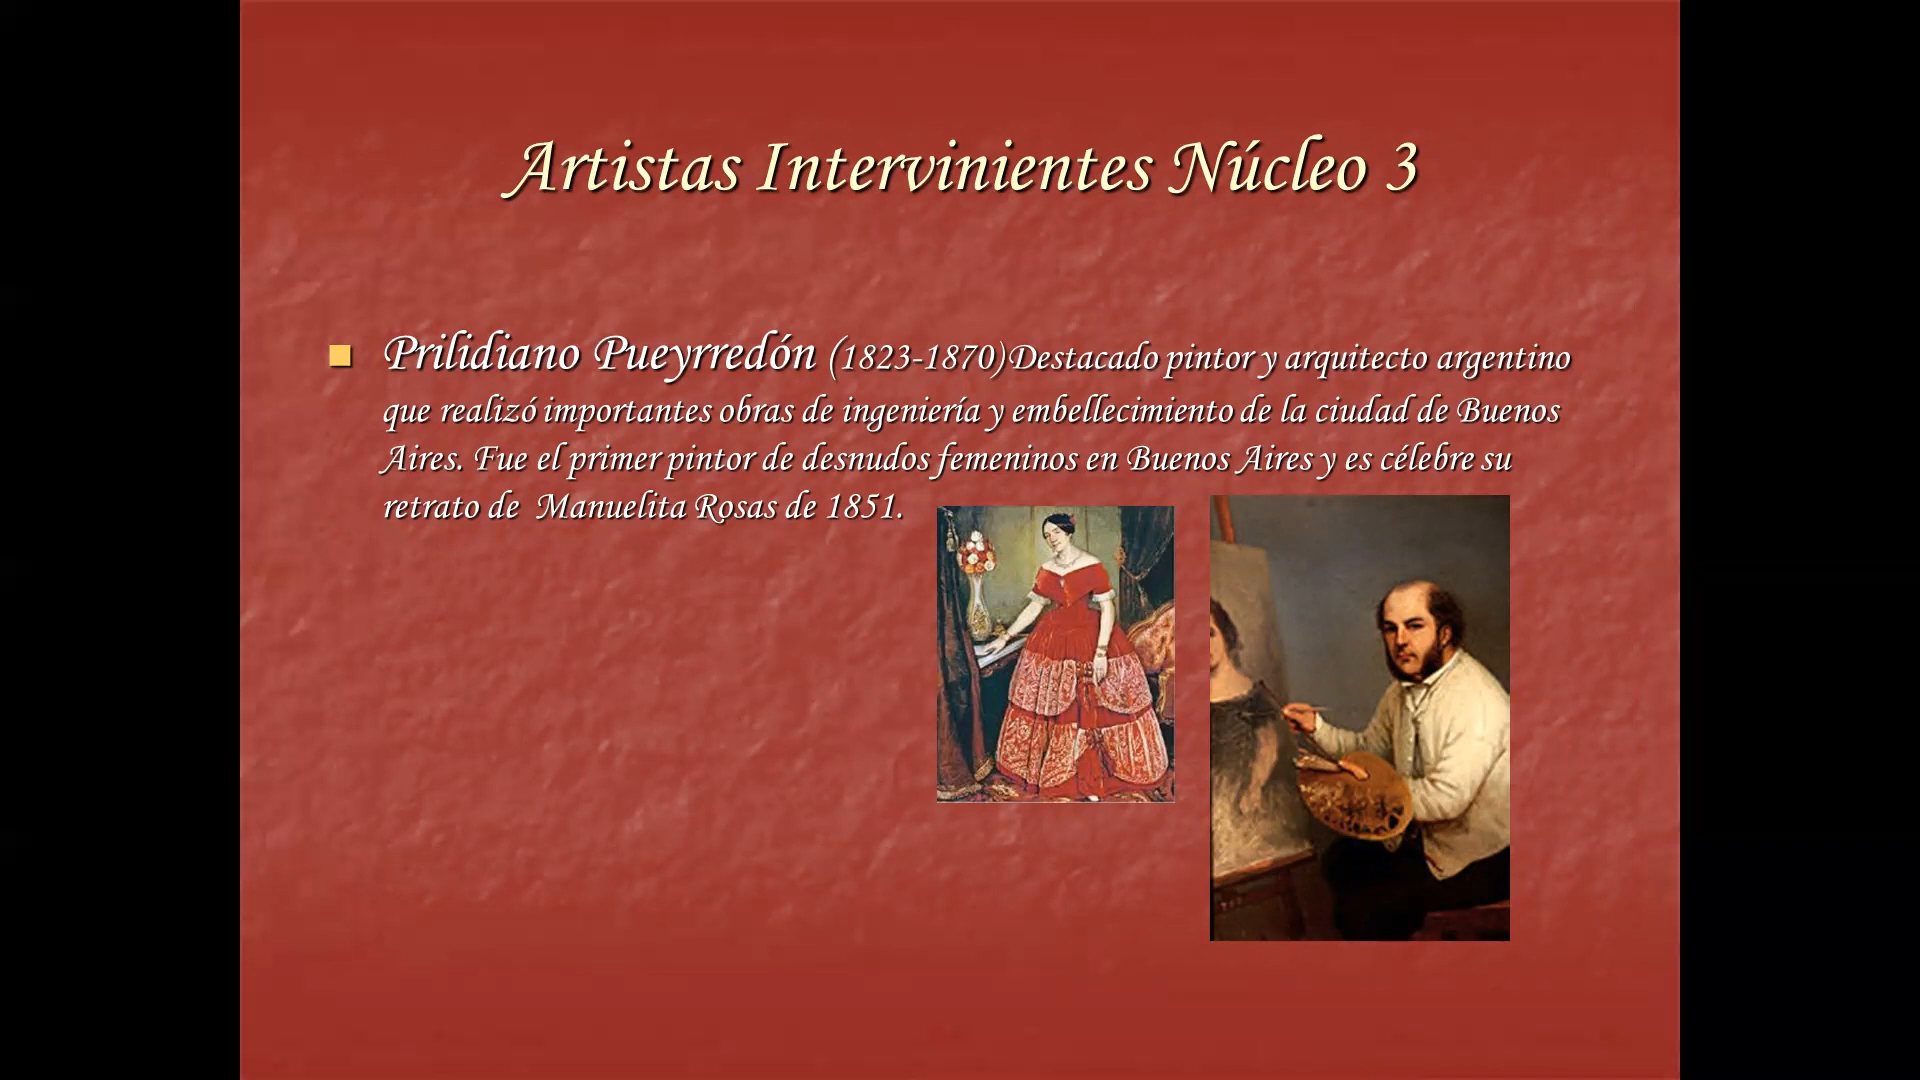 Artistas Intervinientes Núcleo 3
Prilidiano Pueyrredón (1823-1870)Destacado pintor y arquitecto argentino
que realizó importantes obras de ingeniería y embellecimiento de la ciudad de Buenos
Aires. Fue el primer pintor de desnudos femeninos en Buenos Aires y es célebre su
retrato de Manuelita Rosas de 1851.